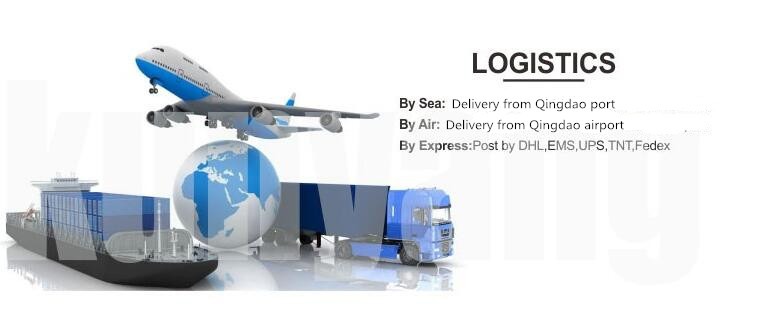 LOGISTICS
By Sea: Delivery from Qingdao port
By Air: Delivery from Qingdao airport
By Express:Post by DHL,EMS,UPS,TNT,Fedex